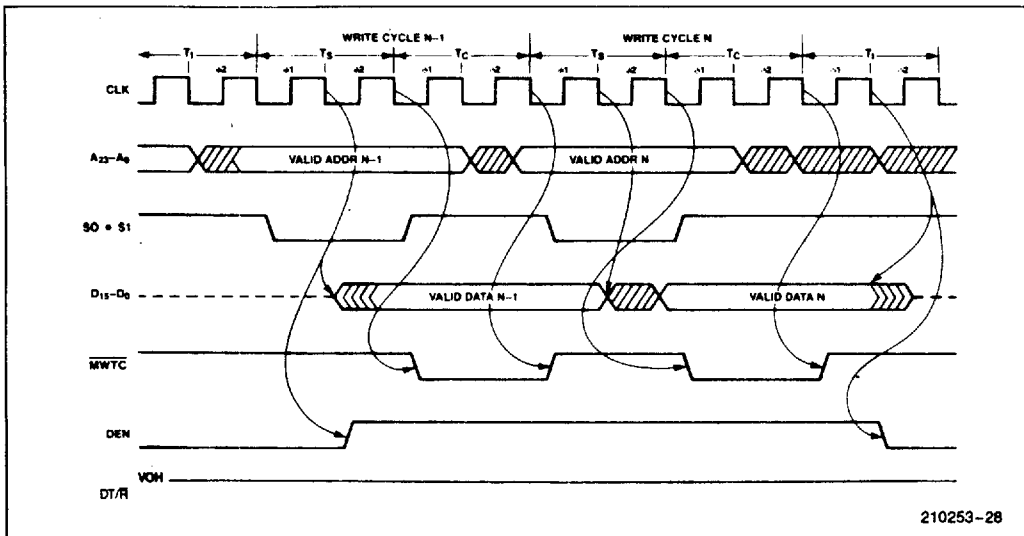 WRITE CYCLE N-1 WRITE CYCLE N
T1 TS TC TS TC T1
φ2 φ1 φ2 φ1 φ2 φ1 φ2 φ1 φ2 φ1 φ2
CLK
A23-A0 VALID ADDR N-1 VALID ADDR N
SO • S1
D15-D0 VALID DATA N-1 VALID DATA N
MWTC
DEN
VOH
DT/R
210253-28